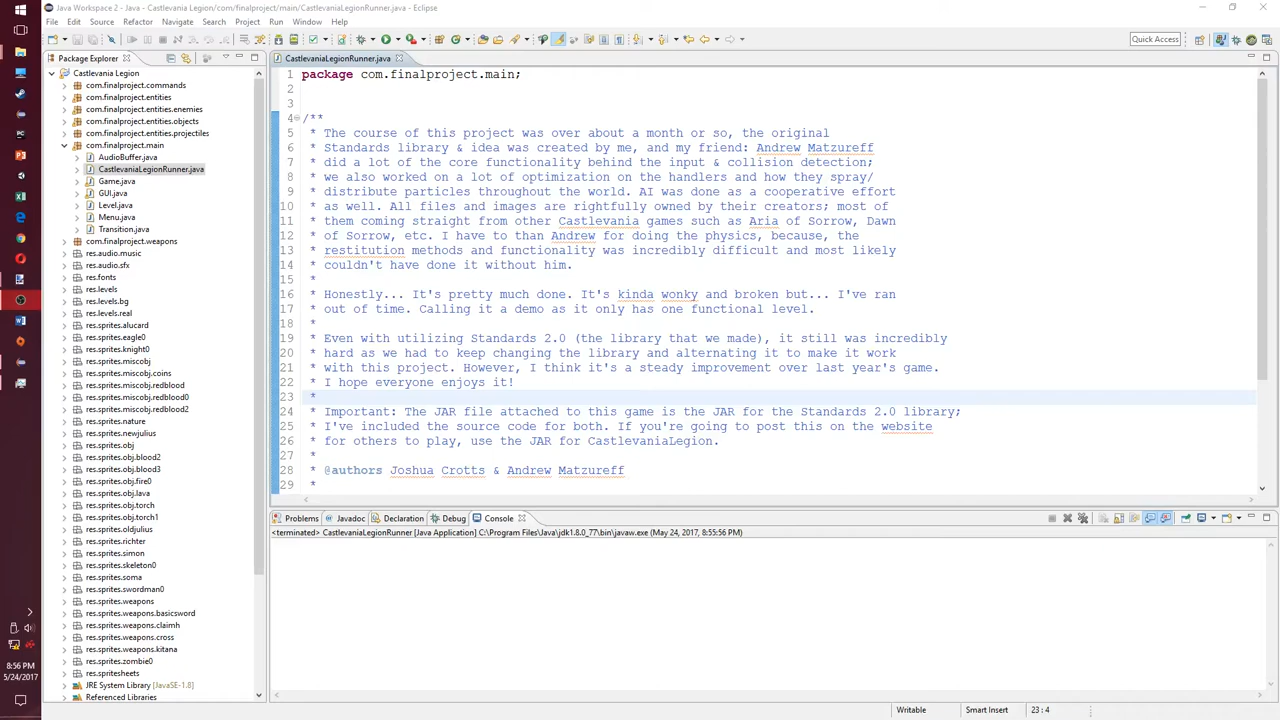 Java Workspace 2 - Java - Castlevania Legion/com/finalproject/main/CastlevaniaLegionRunner.java - Eclipse
File Edit Source Refactor Navigate Search Project Run Window Help
Quick Access
Package Explorer
Castlevania Legion
com.finalproject.commands
com.finalproject.entities
com.finalproject.entities.enemies
com.finalproject.entities.objects
com.finalproject.entities.projectiles
com.finalproject.main
AudioBuffer.java
CastlevaniaLegionRunner.java
Game.java
GUI.java
Level.java
Menu.java
Transition.java
com.finalproject.weapons
res.audio.music
res.audio.sfx
res.fonts
res.levels
res.levels.bg
res.levels.real
res.sprites.alucard
res.sprites.eagle0
res.sprites.knight0
res.sprites.miscobj
res.sprites.miscobj.coins
res.sprites.miscobj.redblood
res.sprites.miscobj.redblood0
res.sprites.miscobj.redblood2
res.sprites.nature
res.sprites.newjulius
res.sprites.obj
res.sprites.obj.blood2
res.sprites.obj.blood3
res.sprites.obj.fire0
res.sprites.obj.lava
res.sprites.obj.torch
res.sprites.obj.torch1
res.sprites.oldjulius
res.sprites.richter
res.sprites.simon
res.sprites.skeleton0
res.sprites.soma
res.sprites.swordman0
res.sprites.weapons
res.sprites.weapons.basicsword
res.sprites.weapons.claimh
res.sprites.weapons.cross
res.sprites.weapons.kitana
res.sprites.zombie0
res.spritesheets
JRE System Library [JavaSE-1.8]
Referenced Libraries
CastlevaniaLegionRunner.java
1 package com.finalproject.main;
2
3
4 /**
5 * The course of this project was over about a month or so, the original
6 * Standards library & idea was created by me, and my friend: Andrew Matzureff
7 * did a lot of the core functionality behind the input & collision detection;
8 * we also worked on a lot of optimization on the handlers and how they spray/
9 * distribute particles throughout the world. AI was done as a cooperative effort
10 * as well. All files and images are rightfully owned by their creators; most of
11 * them coming straight from other Castlevania games such as Aria of Sorrow, Dawn
12 * of Sorrow, etc. I have to than Andrew for doing the physics, because, the
13 * restitution methods and functionality was incredibly difficult and most likely
14 * couldn't have done it without him.
15 *
16 * Honestly... It's pretty much done. It's kinda wonky and broken but... I've ran
17 * out of time. Calling it a demo as it only has one functional level.
18 *
19 * Even with utilizing Standards 2.0 (the library that we made), it still was incredibly
20 * hard as we had to keep changing the library and alternating it to make it work
21 * with this project. However, I think it's a steady improvement over last year's game.
22 * I hope everyone enjoys it!
23 *
24 * Important: The JAR file attached to this game is the JAR for the Standards 2.0 library;
25 * I've included the source code for both. If you're going to post this on the website
26 * for others to play, use the JAR for CastlevaniaLegion.
27 *
28 * @authors Joshua Crotts & Andrew Matzureff
29 *
Problems Javadoc Declaration Debug Console
<terminated> CastlevaniaLegionRunner [Java Application] C:\Program Files\Java\jdk1.8.0_77\bin\javaw.exe (May 24, 2017, 8:55:56 PM)
Writable Smart Insert 23 : 4
8:56 PM
5/24/2017